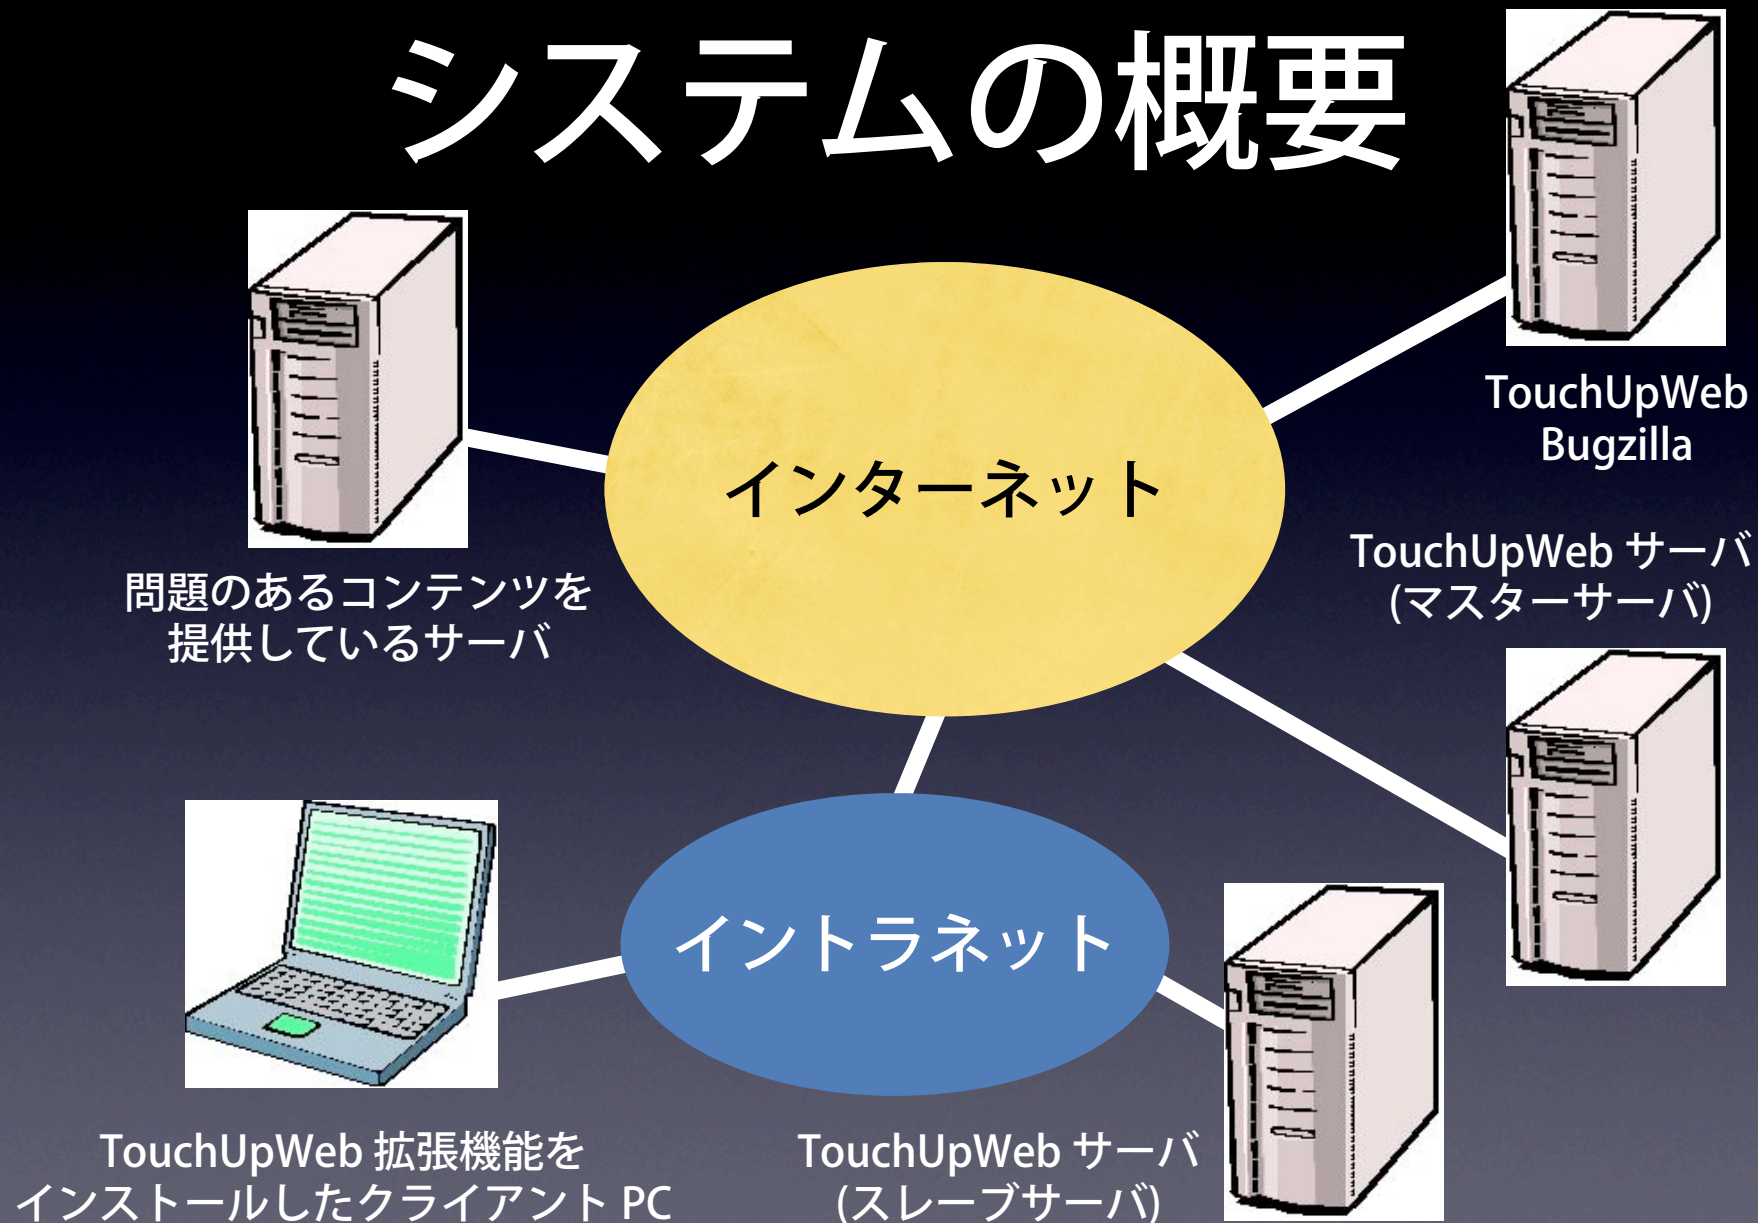 システムの概要
TouchUpWeb
Bugzilla
インターネット
TouchUpWeb サーバ
(マスターサーバ)
問題のあるコンテンツを
提供しているサーバ
イントラネット
TouchUpWeb 拡張機能を
インストールしたクライアント PC
TouchUpWeb サーバ
(スレーブサーバ)